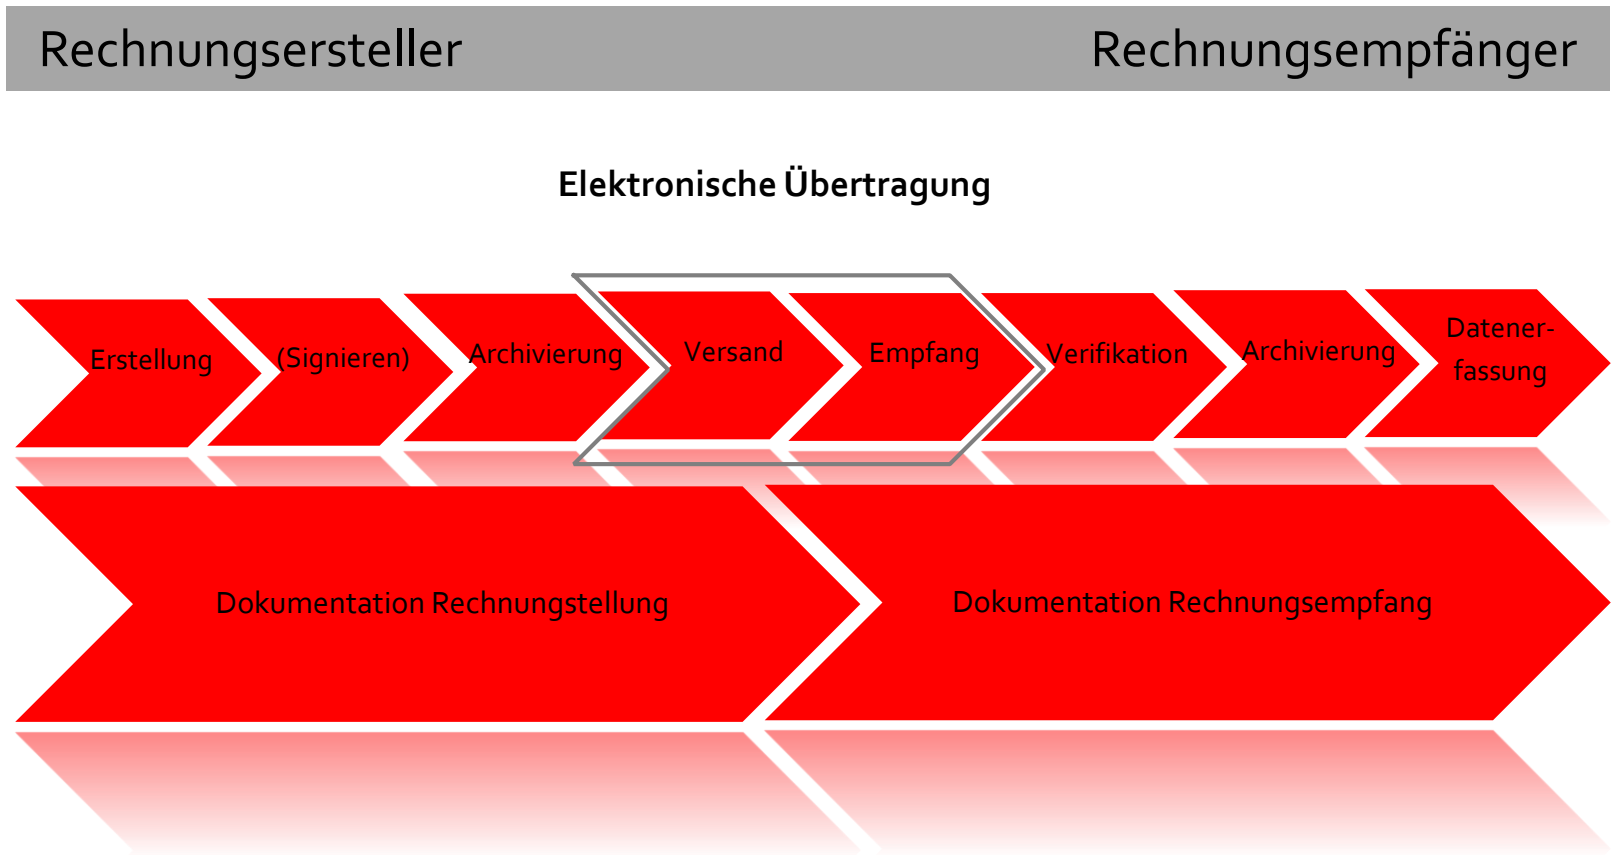 Rechnungsersteller Rechnungsempfänger
Elektronische Übertragung
Erstellung
(Signieren)
Archivierung
Versand
Empfang
Verifikation
Archivierung
Datener-
fassung
Dokumentation Rechnungstellung
Dokumentation Rechnungsempfang